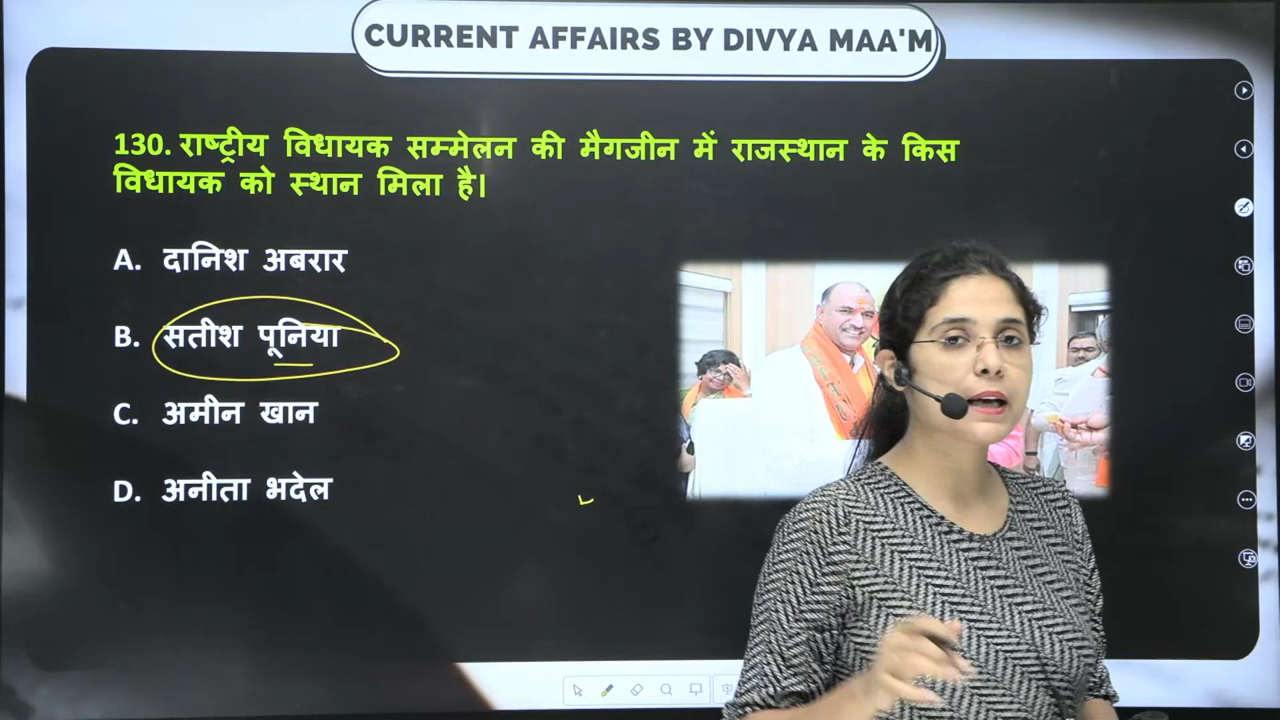 CURRENT AFFAIRS BY DIVYA MAA'M
130. राष्ट्रीय विधायक सम्मेलन की मैगजीन में राजस्थान के किस
विधायक को स्थान मिला है।
A. दानिश अबरार
B. सतीश पूनिया
C. अमीन खान
D. अनीता भदेल